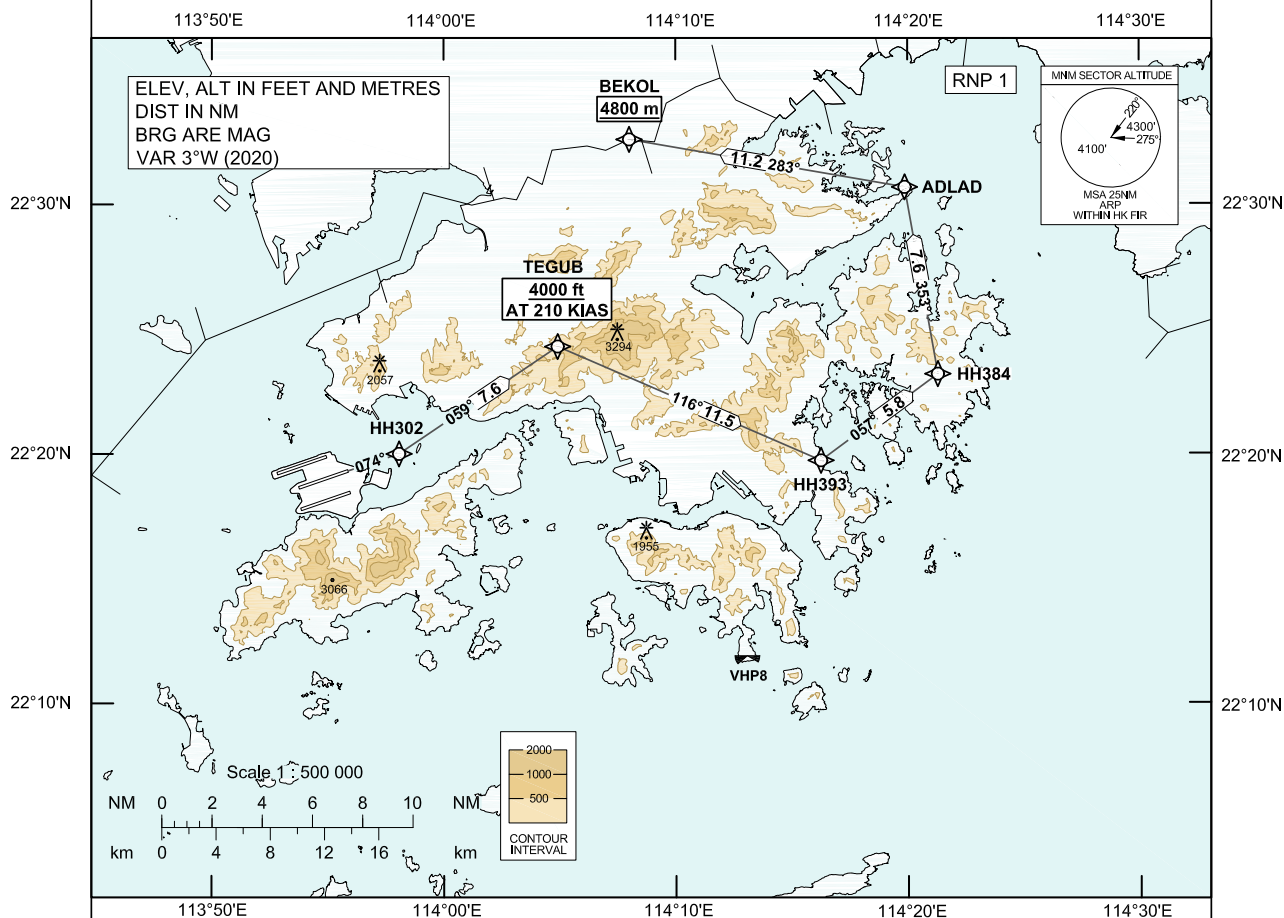 113°50'E
114°00'E
114°10'E
114°20'E
114°30'E
ELEV, ALT IN FEET AND METRES
DIST IN NM
BRG ARE MAG
VAR 3°W (2020)
BEKOL
4800 m
RNP 1
MNM SECTOR ALTITUDE
220°
4300'
275°
4100'
MSA 25NM
ARP
WITHIN HK FIR
11.2 283°
ADLAD
22°30'N
22°30'N
7.6 353°
TEGUB
4000 ft
AT 210 KIAS
3294
2057
HH384
059° 7.6
116° 11.5
057° 5.8
HH302
074°
22°20'N
22°20'N
HH393
1955
3066
VHP8
22°10'N
22°10'N
Scale 1 : 500 000
NM 0 2 4 6 8 10 NM
km 0 4 8 12 16 km
2000
1000
500
CONTOUR
INTERVAL
113°50'E
114°00'E
114°10'E
114°20'E
114°30'E